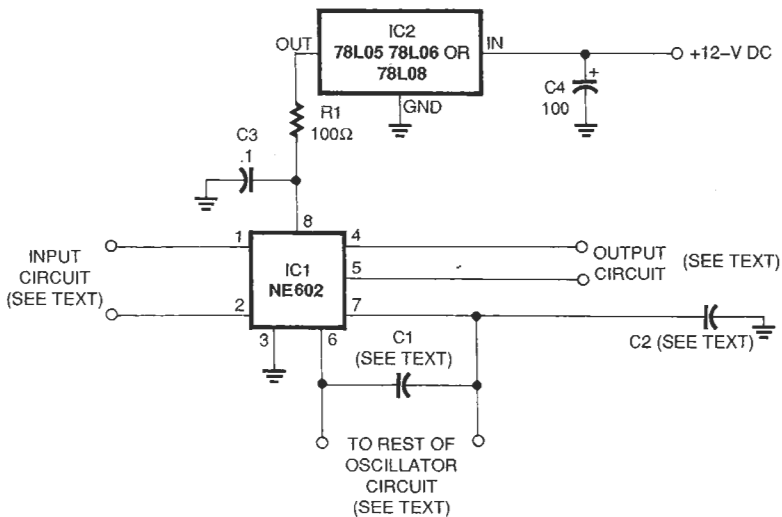 IC2
OUT
78L05 78L06 OR
78L08
IN
+12–V DC
GND
C4
100
+
R1
100Ω
C3
.1
8
1
4
INPUT
CIRCUIT
(SEE TEXT)
IC1
NE602
5
OUTPUT
CIRCUIT
(SEE TEXT)
2
7
3
6
C1
(SEE TEXT)
C2 (SEE TEXT)
TO REST OF
OSCILLATOR
CIRCUIT
(SEE TEXT)